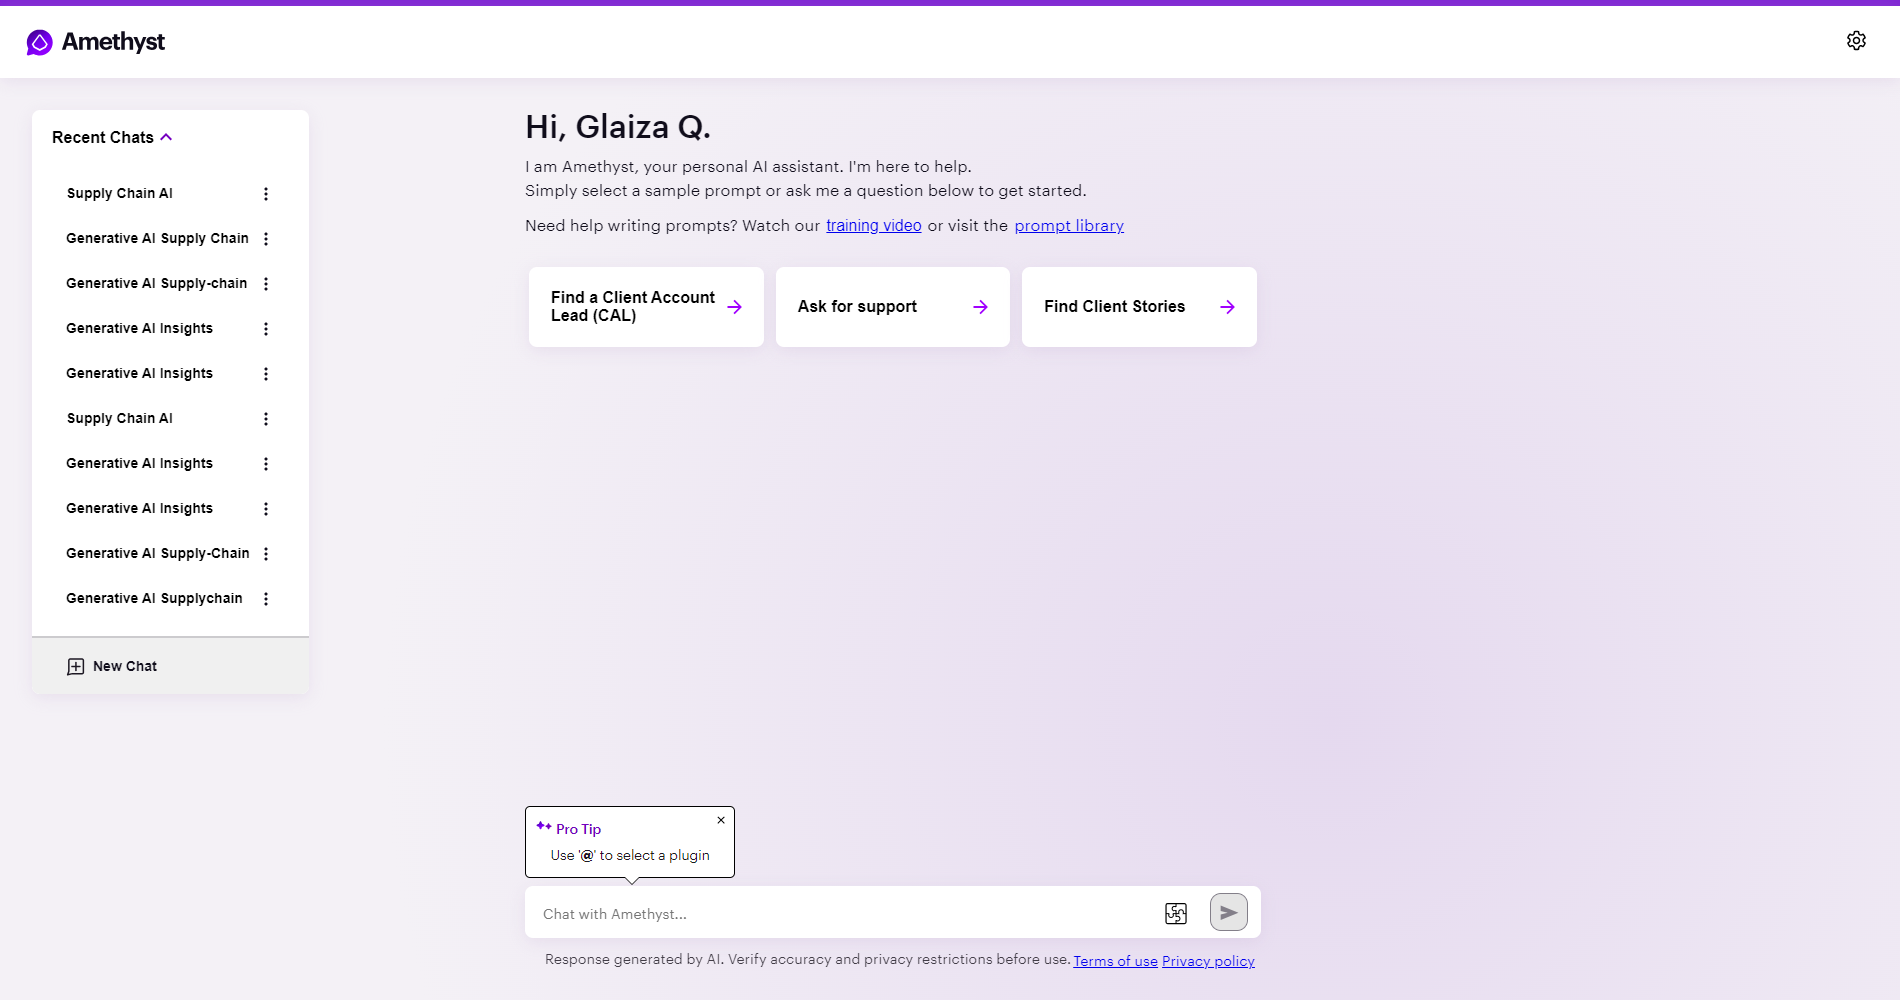 Amethyst
Recent Chats
Supply Chain AI
Generative AI Supply Chain
Generative AI Supply-chain
Generative AI Insights
Generative AI Insights
Supply Chain AI
Generative AI Insights
Generative AI Insights
Generative AI Supply-Chain
Generative AI Supplychain
New Chat
Hi, Glaiza Q.
I am Amethyst, your personal AI assistant. I'm here to help.
Simply select a sample prompt or ask me a question below to get started.
Need help writing prompts? Watch our training video or visit the prompt library
Find a Client Account
Lead (CAL)
Ask for support
Find Client Stories
Pro Tip
Use '@' to select a plugin
Chat with Amethyst...
Response generated by AI. Verify accuracy and privacy restrictions before use. Terms of use Privacy policy